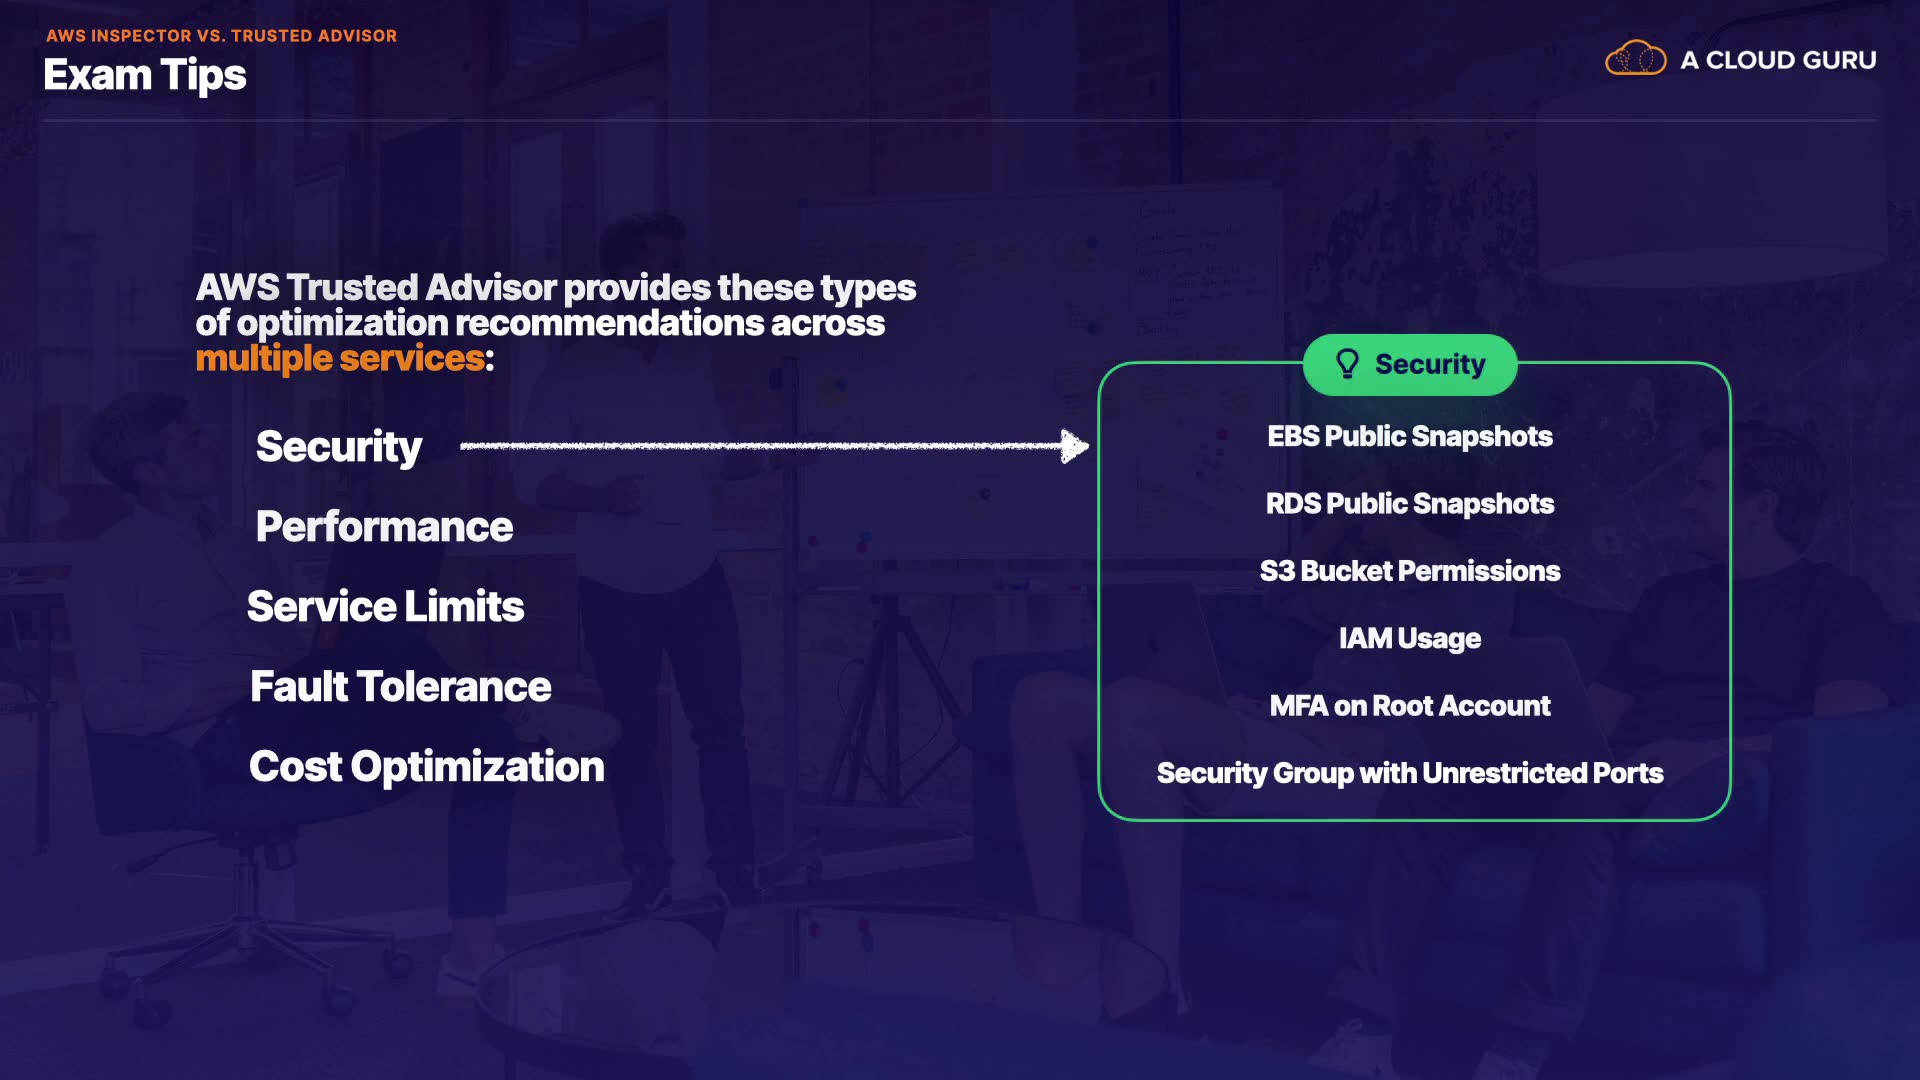 AWS INSPECTOR VS. TRUSTED ADVISOR
Exam Tips
A CLOUD GURU
AWS Trusted Advisor provides these types
of optimization recommendations across
multiple services:
Security
Performance
Service Limits
Fault Tolerance
Cost Optimization
Security
EBS Public Snapshots
RDS Public Snapshots
S3 Bucket Permissions
IAM Usage
MFA on Root Account
Security Group with Unrestricted Ports